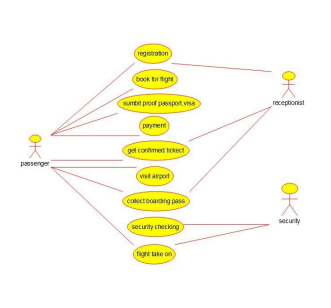 registration
book for flight
sumbit proof passport,visa
payment
get confirmed tickect
visit airport
collect boarding pass
security checking
flight take on
passenger
receptionist
security